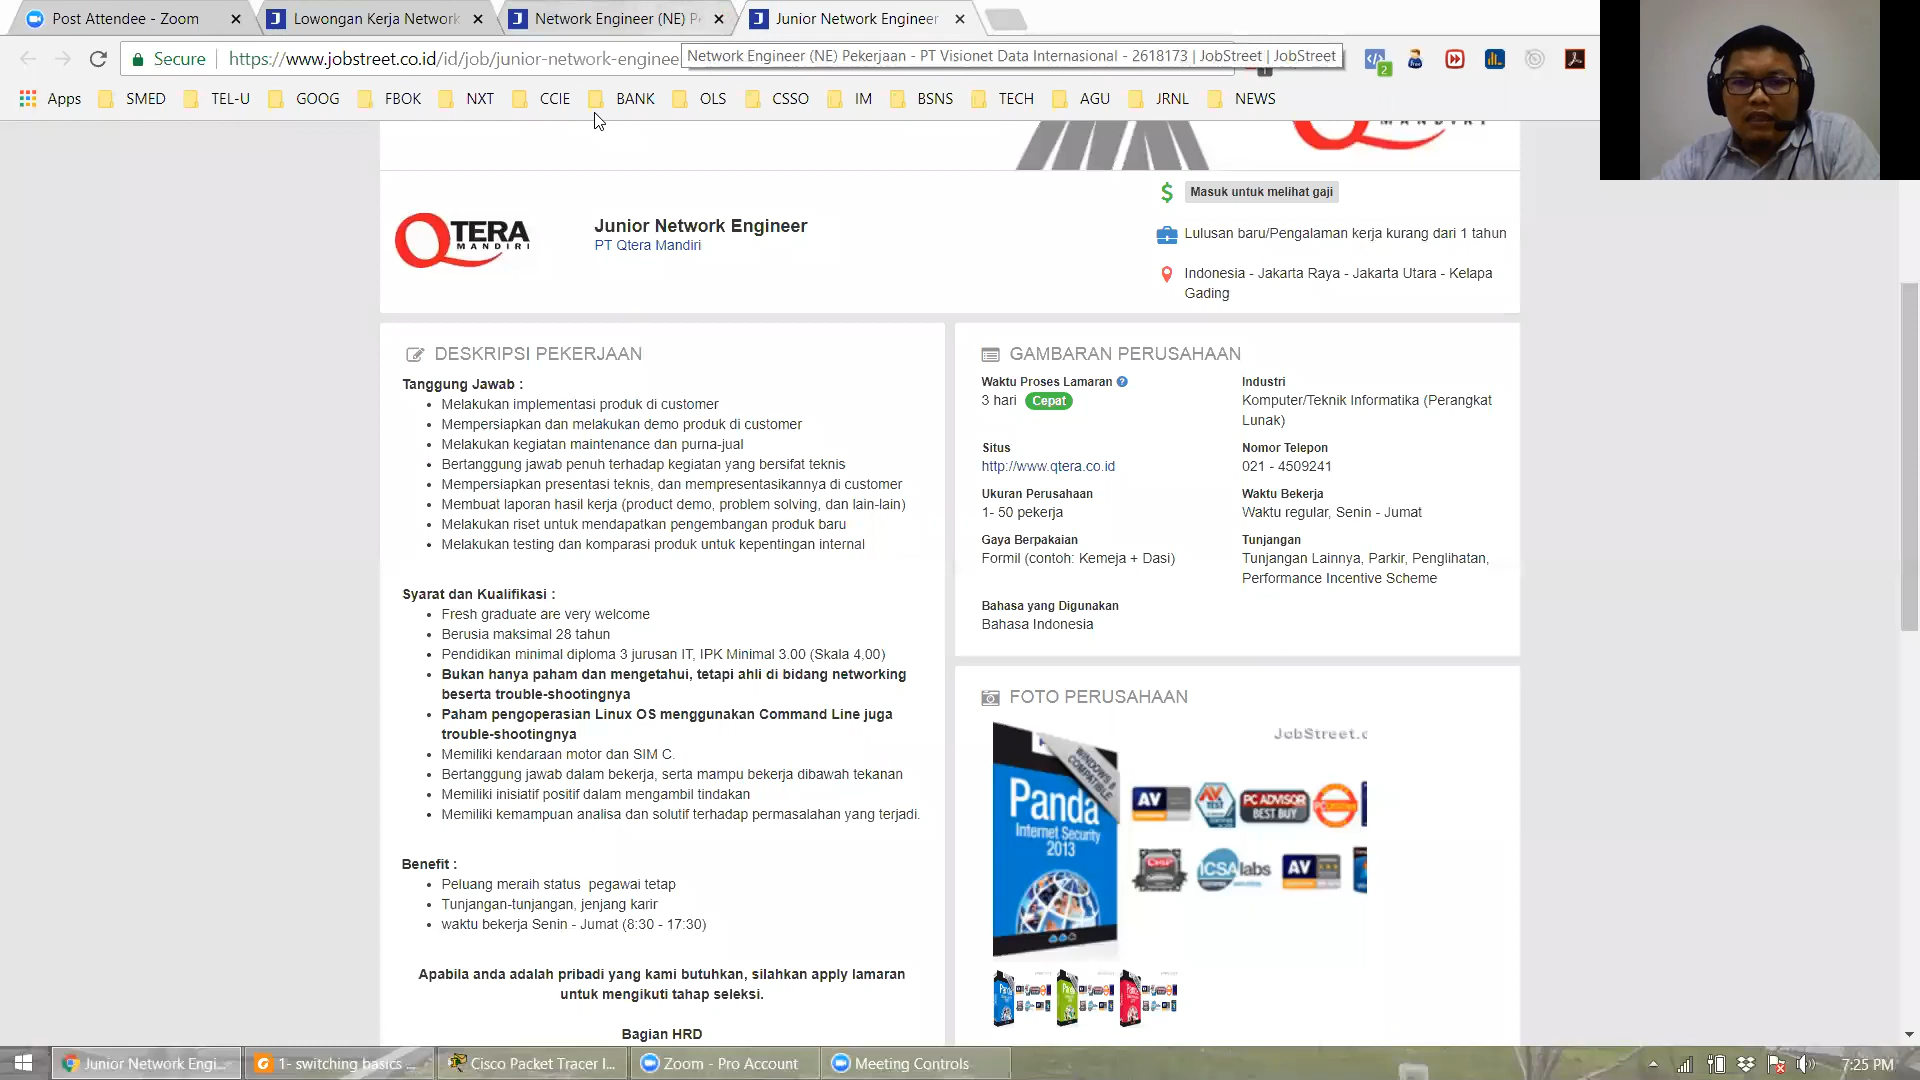 Post Attendee - Zoom
Lowongan Kerja Network
Network Engineer (NE) P
Junior Network Engineer
Secure
https://www.jobstreet.co.id/id/job/junior-network-enginee
Network Engineer (NE) Pekerjaan - PT Visionet Data Internasional - 2618173 | JobStreet | JobStreet
2
Apps
SMED
TEL-U
GOOG
FBOK
NXT
CCIE
BANK
OLS
CSSO
IM
BSNS
TECH
AGU
JRNL
NEWS
QTERA
MANDIRI
Junior Network Engineer
PT Qtera Mandiri
Masuk untuk melihat gaji
Lulusan baru/Pengalaman kerja kurang dari 1 tahun
Indonesia - Jakarta Raya - Jakarta Utara - Kelapa
Gading
DESKRIPSI PEKERJAAN
Tanggung Jawab :
• Melakukan implementasi produk di customer
• Mempersiapkan dan melakukan demo produk di customer
• Melakukan kegiatan maintenance dan purna-jual
• Bertanggung jawab penuh terhadap kegiatan yang bersifat teknis
• Mempersiapkan presentasi teknis, dan mempresentasikannya di customer
• Membuat laporan hasil kerja (product demo, problem solving, dan lain-lain)
• Melakukan riset untuk mendapatkan pengembangan produk baru
• Melakukan testing dan komparasi produk untuk kepentingan internal
Syarat dan Kualifikasi :
• Fresh graduate are very welcome
• Berusia maksimal 28 tahun
• Pendidikan minimal diploma 3 jurusan IT, IPK Minimal 3.00 (Skala 4,00)
• Bukan hanya paham dan mengetahui, tetapi ahli di bidang networking
beserta trouble-shootingnya
• Paham pengoperasian Linux OS menggunakan Command Line juga
trouble-shootingnya
• Memiliki kendaraan motor dan SIM C.
• Bertanggung jawab dalam bekerja, serta mampu bekerja dibawah tekanan
• Memiliki inisiatif positif dalam mengambil tindakan
• Memiliki kemampuan analisa dan solutif terhadap permasalahan yang terjadi.
Benefit :
• Peluang meraih status pegawai tetap
• Tunjangan-tunjangan, jenjang karir
• waktu bekerja Senin - Jumat (8:30 - 17:30)
Apabila anda adalah pribadi yang kami butuhkan, silahkan apply lamaran
untuk mengikuti tahap seleksi.
Bagian HRD
GAMBARAN PERUSAHAAN
Waktu Proses Lamaran
3 hari Cepat
Industri
Komputer/Teknik Informatika (Perangkat
Lunak)
Situs
http://www.qtera.co.id
Nomor Telepon
021 - 4509241
Ukuran Perusahaan
1- 50 pekerja
Waktu Bekerja
Waktu regular, Senin - Jumat
Gaya Berpakaian
Formil (contoh: Kemeja + Dasi)
Tunjangan
Tunjangan Lainnya, Parkir, Penglihatan,
Performance Incentive Scheme
Bahasa yang Digunakan
Bahasa Indonesia
FOTO PERUSAHAAN
JobStreet.c
WINDOWS 8
COMPATIBLE
Panda
Internet Security
2013
AV
AV
TEST
PC ADVISOR
BEST BUY
ICSA labs
AV
Junior Network Engi...
1- switching basics ...
Cisco Packet Tracer I...
Zoom - Pro Account
Meeting Controls
7:25 PM